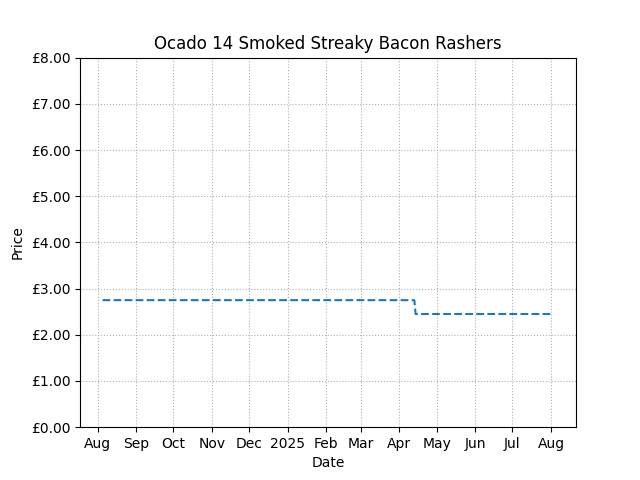 Ocado 14 Smoked Streaky Bacon Rashers
£8.00
£7.00
£6.00
£5.00
£4.00
£3.00
£2.00
£1.00
£0.00
Price
Aug Sep Oct Nov Dec 2025 Feb Mar Apr May Jun Jul Aug
Date